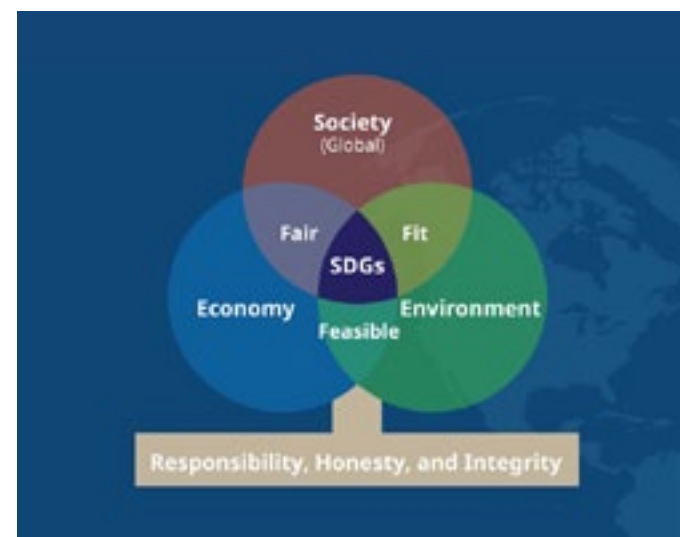 Society
(Global)
Fair
Fit
SDGs
Economy
Environment
Feasible
Responsibility, Honesty, and Integrity